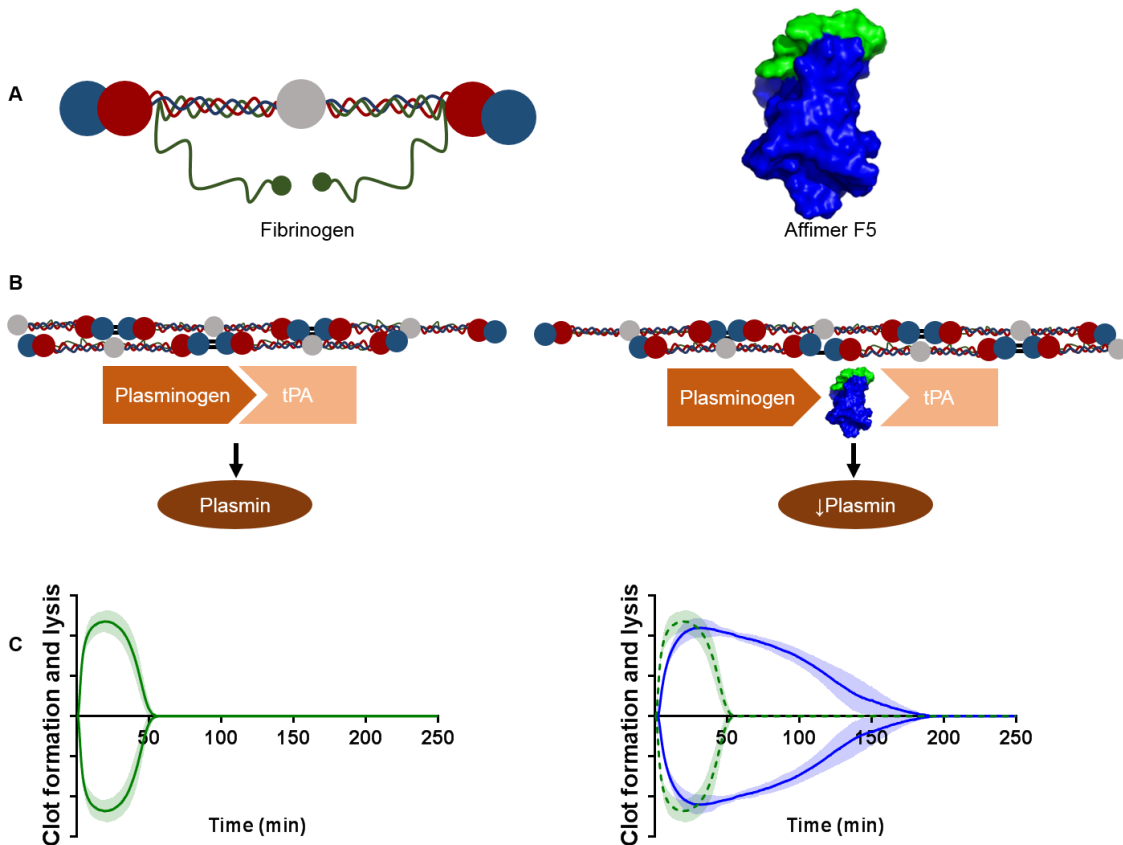 A
Fibrinogen
Affimer F5
B
Plasminogen
tPA
Plasmin
Plasminogen
tPA
↓Plasmin
C
Clot formation and lysis
50
100
150
200
250
Time (min)
Clot formation and lysis
50
100
150
200
250
Time (min)